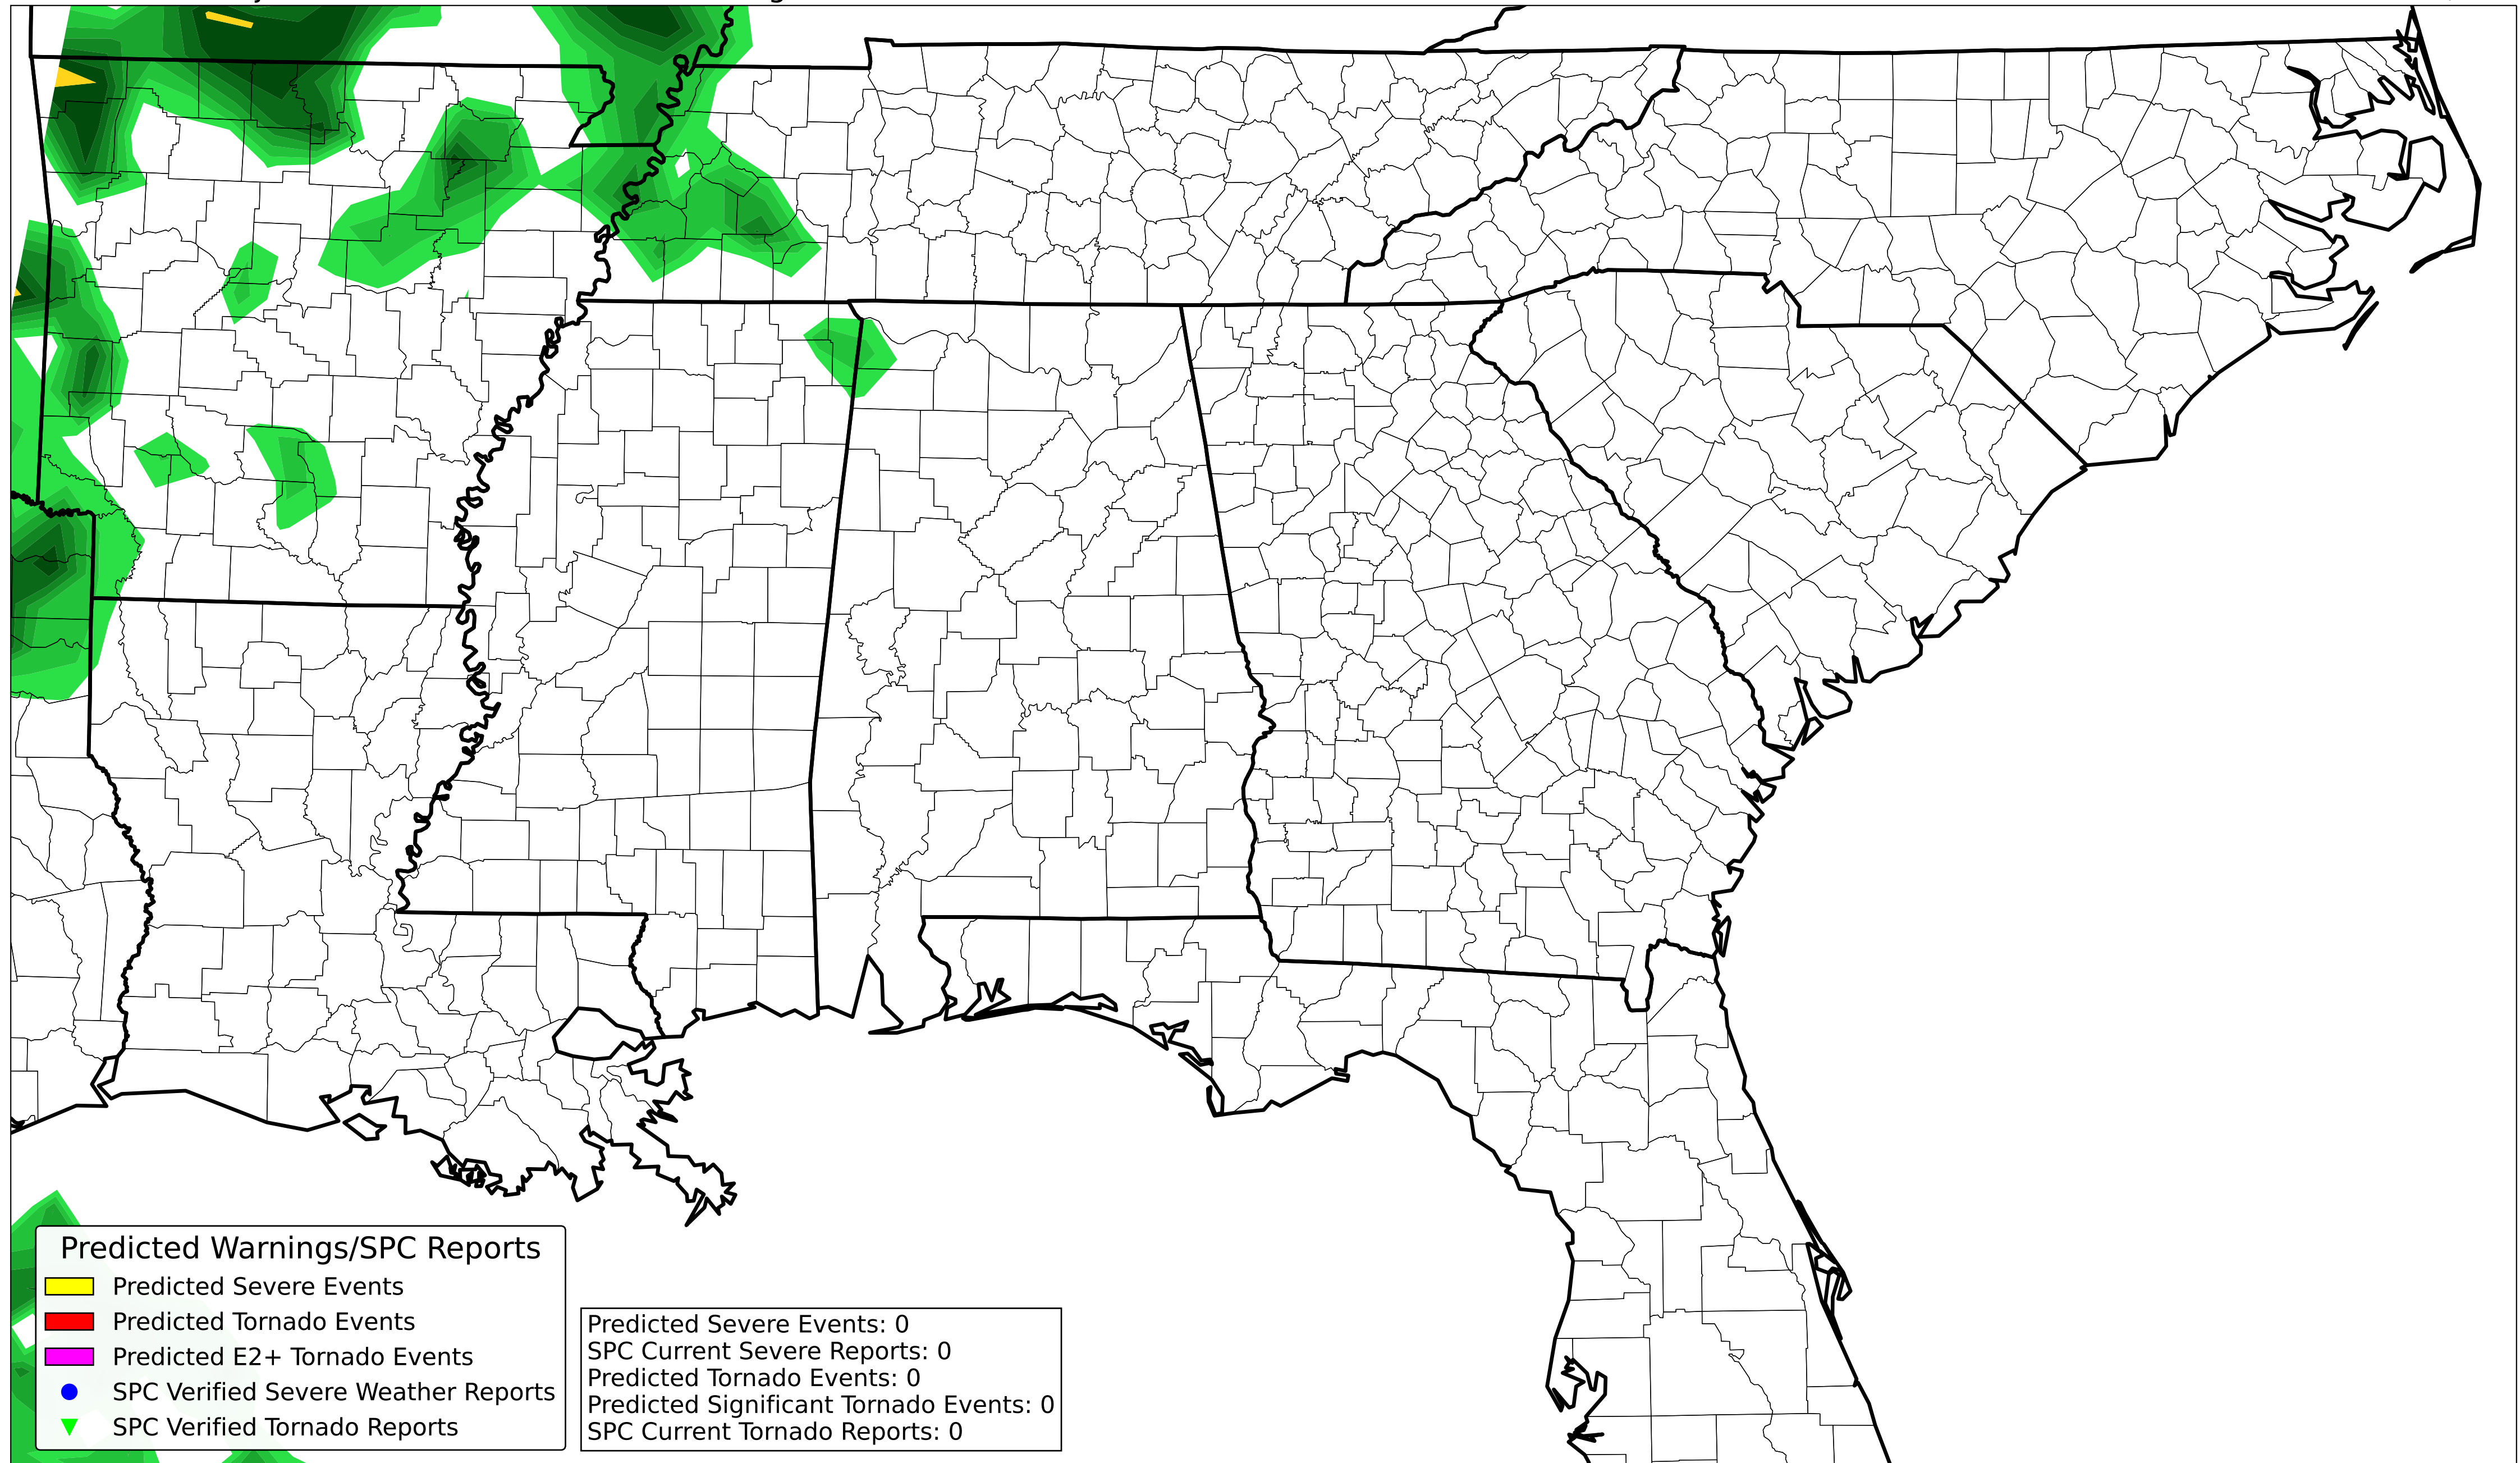 Predicted Warnings/SPC Reports
Predicted Severe Events
Predicted Tornado Events
Predicted E2+ Tornado Events
SPC Verified Severe Weather Reports
SPC Verified Tornado Reports
Predicted Severe Events: 0
SPC Current Severe Reports: 0
Predicted Tornado Events: 0
Predicted Significant Tornado Events: 0
SPC Current Tornado Reports: 0